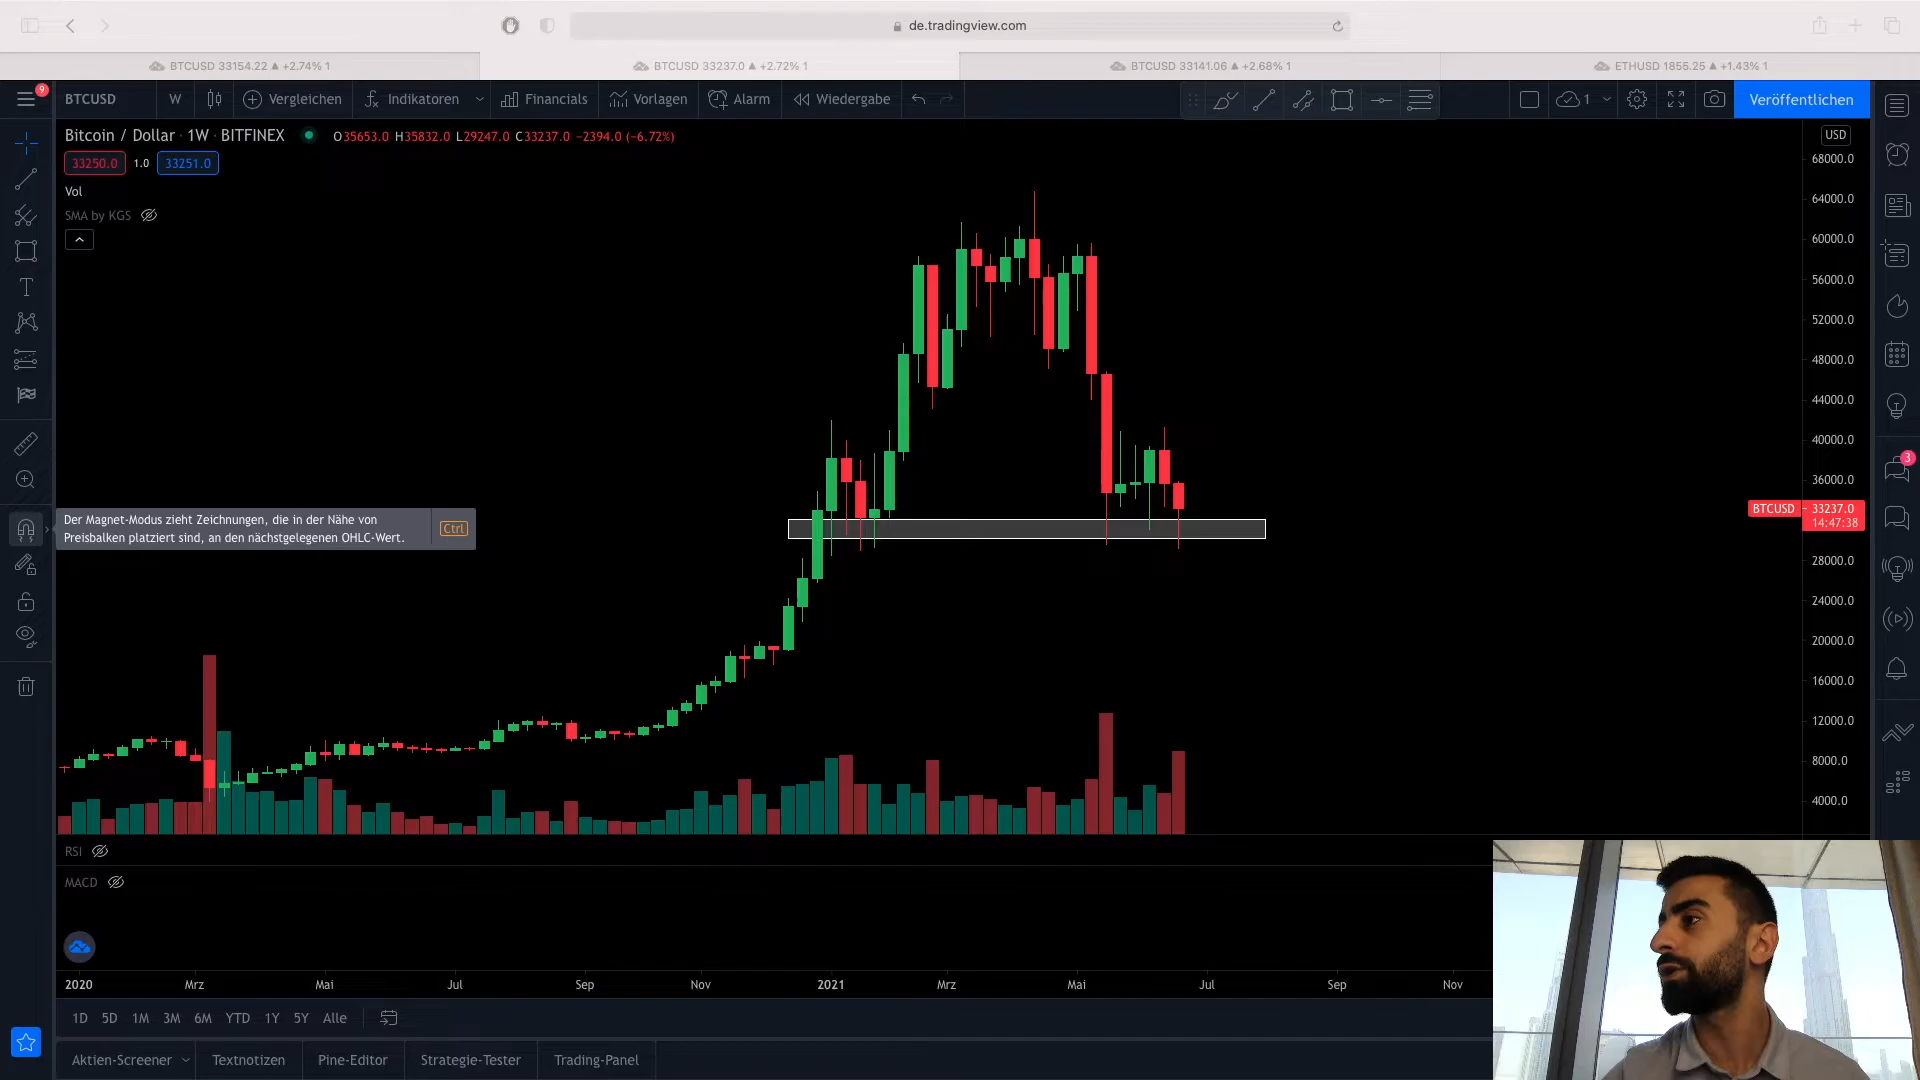 de.tradingview.com
BTCUSD 33154.22 ▲ +2.74% 1
BTCUSD 33237.0 ▲ +2.72% 1
BTCUSD 33141.06 ▲ +2.68% 1
ETHUSD 1855.25 ▲ +1.43% 1
9
BTCUSD
W
Vergleichen
Indikatoren
Financials
Vorlagen
Alarm
Wiedergabe
1
Veröffentlichen
Bitcoin / Dollar · 1W · BITFINEX
O35653.0 H35832.0 L29247.0 C33237.0 −2394.0 (−6.72%)
USD
33250.0 1.0 33251.0
Vol
SMA by KGS
68000.0
64000.0
60000.0
56000.0
52000.0
48000.0
44000.0
40000.0
36000.0
BTCUSD 33237.0
14:47:38
28000.0
24000.0
20000.0
16000.0
12000.0
8000.0
4000.0
3
Der Magnet-Modus zieht Zeichnungen, die in der Nähe von
Preisbalken platziert sind, an den nächstgelegenen OHLC-Wert.
Ctrl
RSI
MACD
2020 Mrz Mai Jul Sep Nov 2021 Mrz Mai Jul Sep Nov
1D 5D 1M 3M 6M YTD 1Y 5Y Alle
Aktien-Screener Textnotizen Pine-Editor Strategie-Tester Trading-Panel